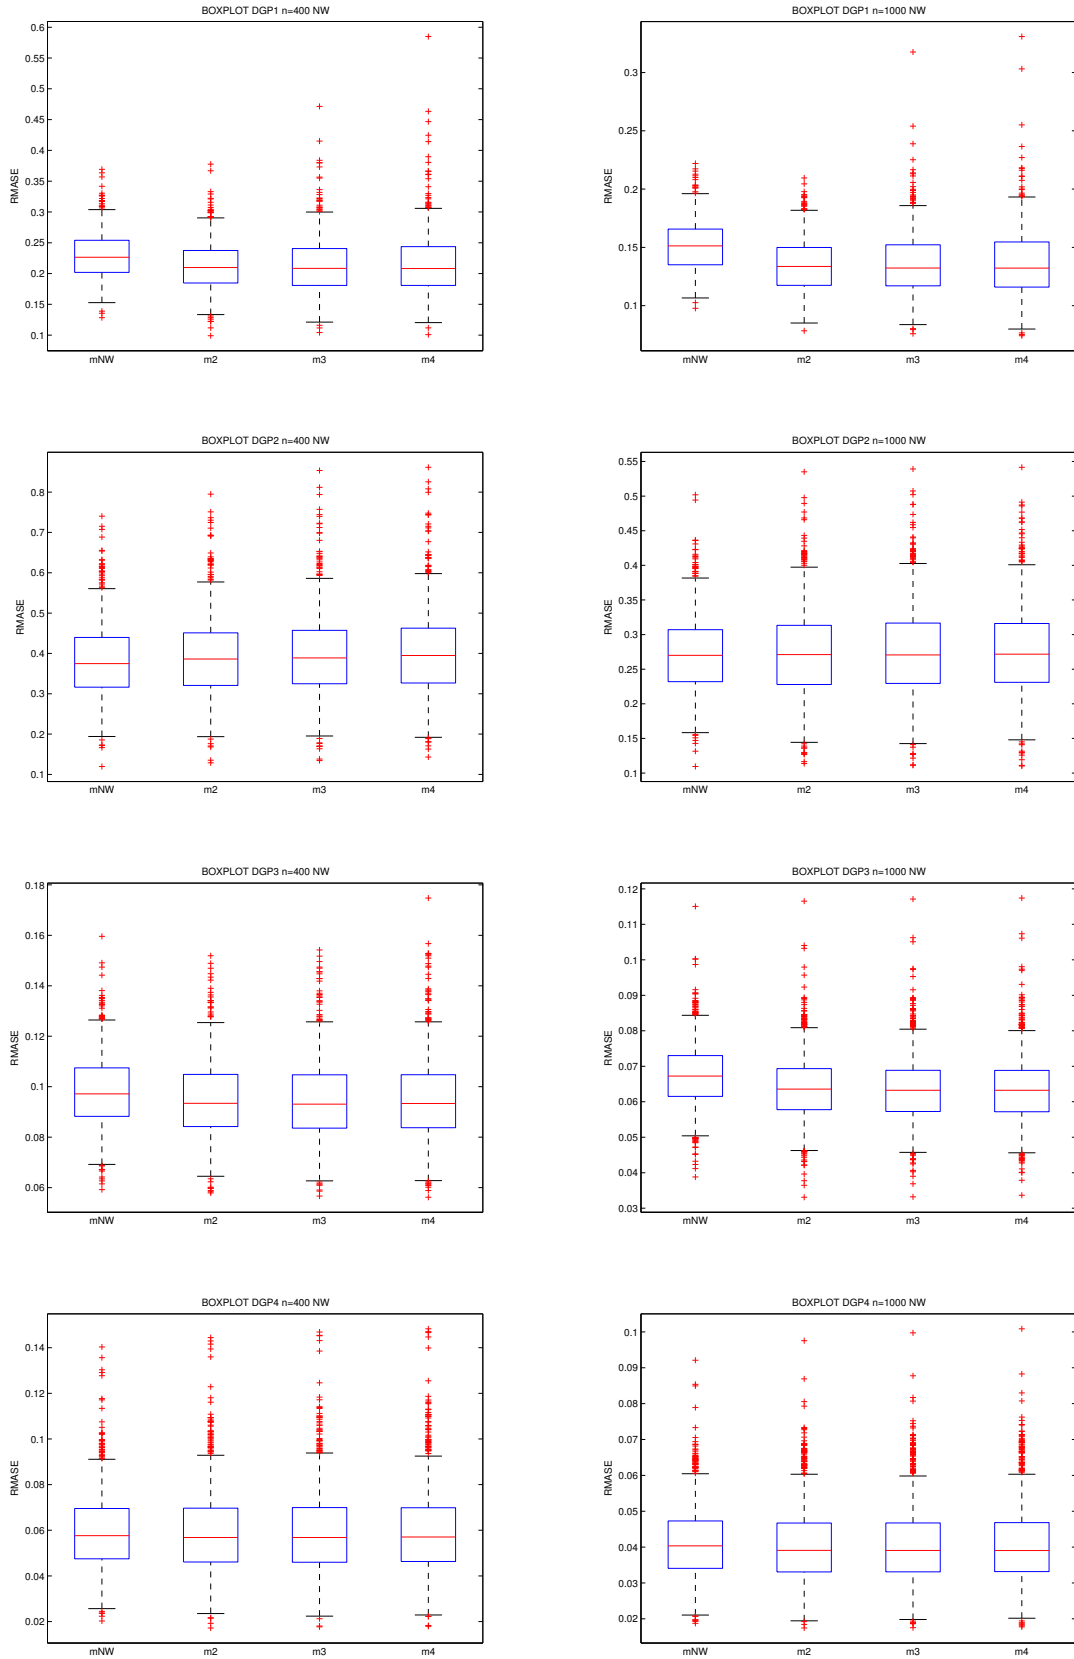 BOXPLOT DGP1 n=400 NW
RMASE
0.6
0.55
0.5
0.45
0.4
0.35
0.3
0.25
0.2
0.15
0.1
mNW m2 m3 m4
BOXPLOT DGP1 n=1000 NW
RMASE
0.3
0.25
0.2
0.15
0.1
mNW m2 m3 m4
BOXPLOT DGP2 n=400 NW
RMASE
0.8
0.7
0.6
0.5
0.4
0.3
0.2
0.1
mNW m2 m3 m4
BOXPLOT DGP2 n=1000 NW
RMASE
0.55
0.5
0.45
0.4
0.35
0.3
0.25
0.2
0.15
0.1
mNW m2 m3 m4
BOXPLOT DGP3 n=400 NW
RMASE
0.18
0.16
0.14
0.12
0.1
0.08
0.06
mNW m2 m3 m4
BOXPLOT DGP3 n=1000 NW
RMASE
0.12
0.11
0.1
0.09
0.08
0.07
0.06
0.05
0.04
0.03
mNW m2 m3 m4
BOXPLOT DGP4 n=400 NW
RMASE
0.14
0.12
0.1
0.08
0.06
0.04
0.02
mNW m2 m3 m4
BOXPLOT DGP4 n=1000 NW
RMASE
0.1
0.09
0.08
0.07
0.06
0.05
0.04
0.03
0.02
mNW m2 m3 m4